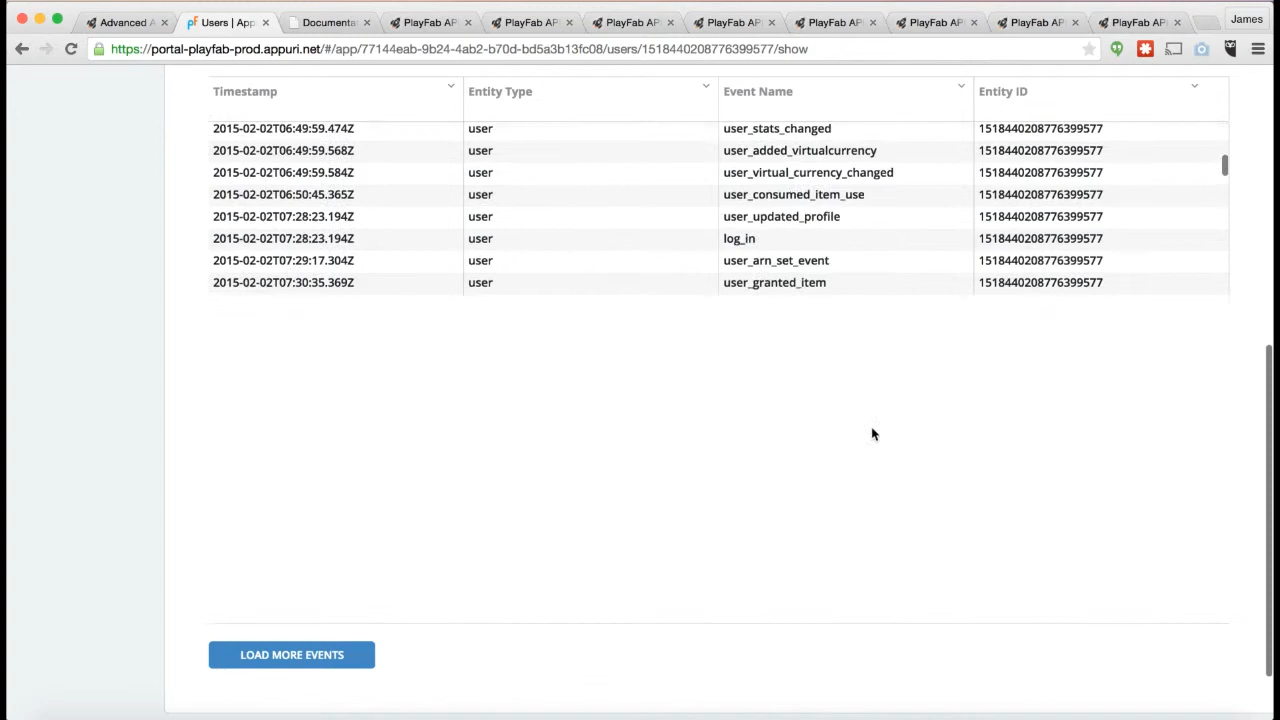 Advanced A
Users | App
Documenta
PlayFab AP
PlayFab AP
PlayFab AP
PlayFab AP
PlayFab AP
PlayFab AP
PlayFab AP
PlayFab AP
James
https://portal-playfab-prod.appuri.net/#/app/77144eab-9b24-4ab2-b70d-bd5a3b13fc08/users/1518440208776399577/show
Timestamp Entity Type Event Name Entity ID
2015-02-02T06:49:59.474Z user user_stats_changed 1518440208776399577
2015-02-02T06:49:59.568Z user user_added_virtualcurrency 1518440208776399577
2015-02-02T06:49:59.584Z user user_virtual_currency_changed 1518440208776399577
2015-02-02T06:50:45.365Z user user_consumed_item_use 1518440208776399577
2015-02-02T07:28:23.194Z user user_updated_profile 1518440208776399577
2015-02-02T07:28:23.194Z user log_in 1518440208776399577
2015-02-02T07:29:17.304Z user user_arn_set_event 1518440208776399577
2015-02-02T07:30:35.369Z user user_granted_item 1518440208776399577
LOAD MORE EVENTS